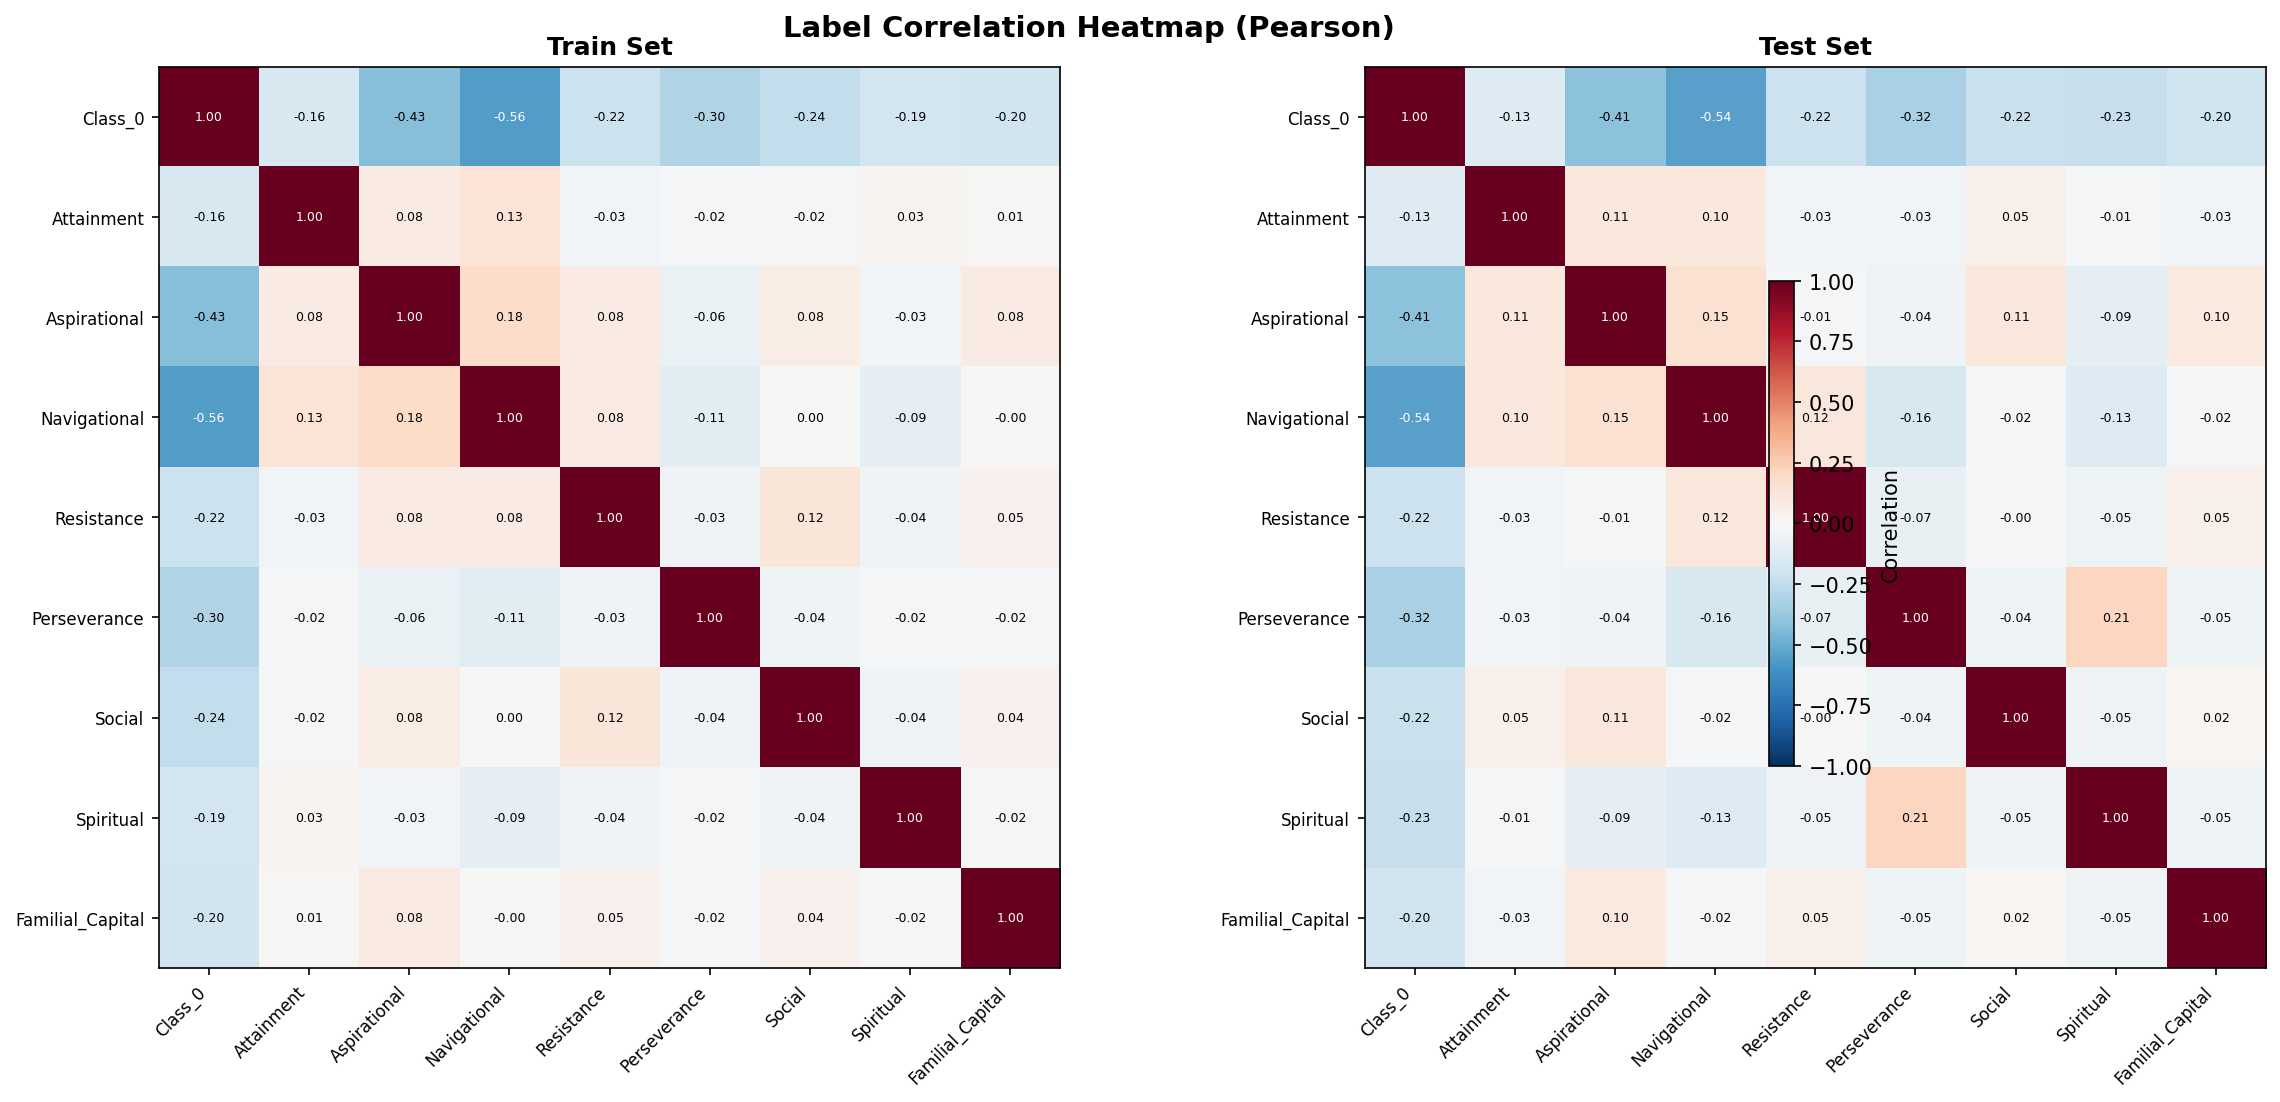 Label Correlation Heatmap (Pearson)
Train Set
Class_0 1.00 -0.16 -0.43 -0.56 -0.22 -0.30 -0.24 -0.19 -0.20
Attainment -0.16 1.00 0.08 0.13 -0.03 -0.02 -0.02 0.03 0.01
Aspirational -0.43 0.08 1.00 0.18 0.08 -0.06 0.08 -0.03 0.08
Navigational -0.56 0.13 0.18 1.00 0.08 -0.11 0.00 -0.09 -0.00
Resistance -0.22 -0.03 0.08 0.08 1.00 -0.03 0.12 -0.04 0.05
Perseverance -0.30 -0.02 -0.06 -0.11 -0.03 1.00 -0.04 -0.02 -0.02
Social -0.24 -0.02 0.08 0.00 0.12 -0.04 1.00 -0.04 0.04
Spiritual -0.19 0.03 -0.03 -0.09 -0.04 -0.02 -0.04 1.00 -0.02
Familial_Capital -0.20 0.01 0.08 -0.00 0.05 -0.02 0.04 -0.02 1.00
Class_0 Attainment Aspirational Navigational Resistance Perseverance Social Spiritual Familial_Capital
Test Set
Class_0 1.00 -0.13 -0.41 -0.54 -0.22 -0.32 -0.22 -0.23 -0.20
Attainment -0.13 1.00 0.11 0.10 -0.03 -0.03 0.05 -0.01 -0.03
Aspirational -0.41 0.11 1.00 0.15 -0.01 -0.04 0.11 -0.09 0.10
Navigational -0.54 0.10 0.15 1.00 0.12 -0.16 -0.02 -0.13 -0.02
Resistance -0.22 -0.03 -0.01 0.12 1.00 -0.07 -0.00 -0.05 0.05
Perseverance -0.32 -0.03 -0.04 -0.16 -0.07 1.00 -0.04 0.21 -0.05
Social -0.22 0.05 0.11 -0.02 -0.00 -0.04 1.00 -0.05 0.02
Spiritual -0.23 -0.01 -0.09 -0.13 -0.05 0.21 -0.05 1.00 -0.05
Familial_Capital -0.20 -0.03 0.10 -0.02 0.05 -0.05 0.02 -0.05 1.00
Class_0 Attainment Aspirational Navigational Resistance Perseverance Social Spiritual Familial_Capital
1.00
0.75
0.50
0.25
0.00
−0.25
−0.50
−0.75
−1.00
Correlation